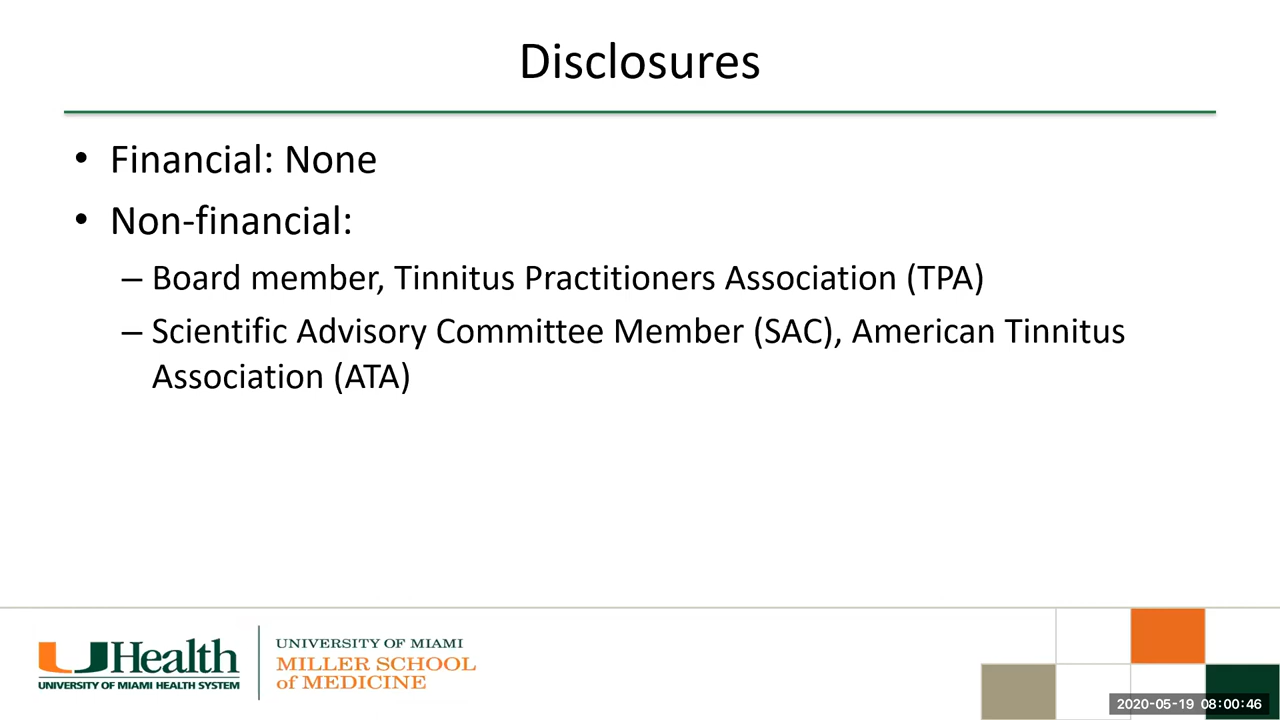 Disclosures
• Financial: None
• Non-financial:
– Board member, Tinnitus Practitioners Association (TPA)
– Scientific Advisory Committee Member (SAC), American Tinnitus
Association (ATA)
UHealth
UNIVERSITY OF MIAMI HEALTH SYSTEM
UNIVERSITY OF MIAMI
MILLER SCHOOL
of MEDICINE
2020-05-19 08:00:46